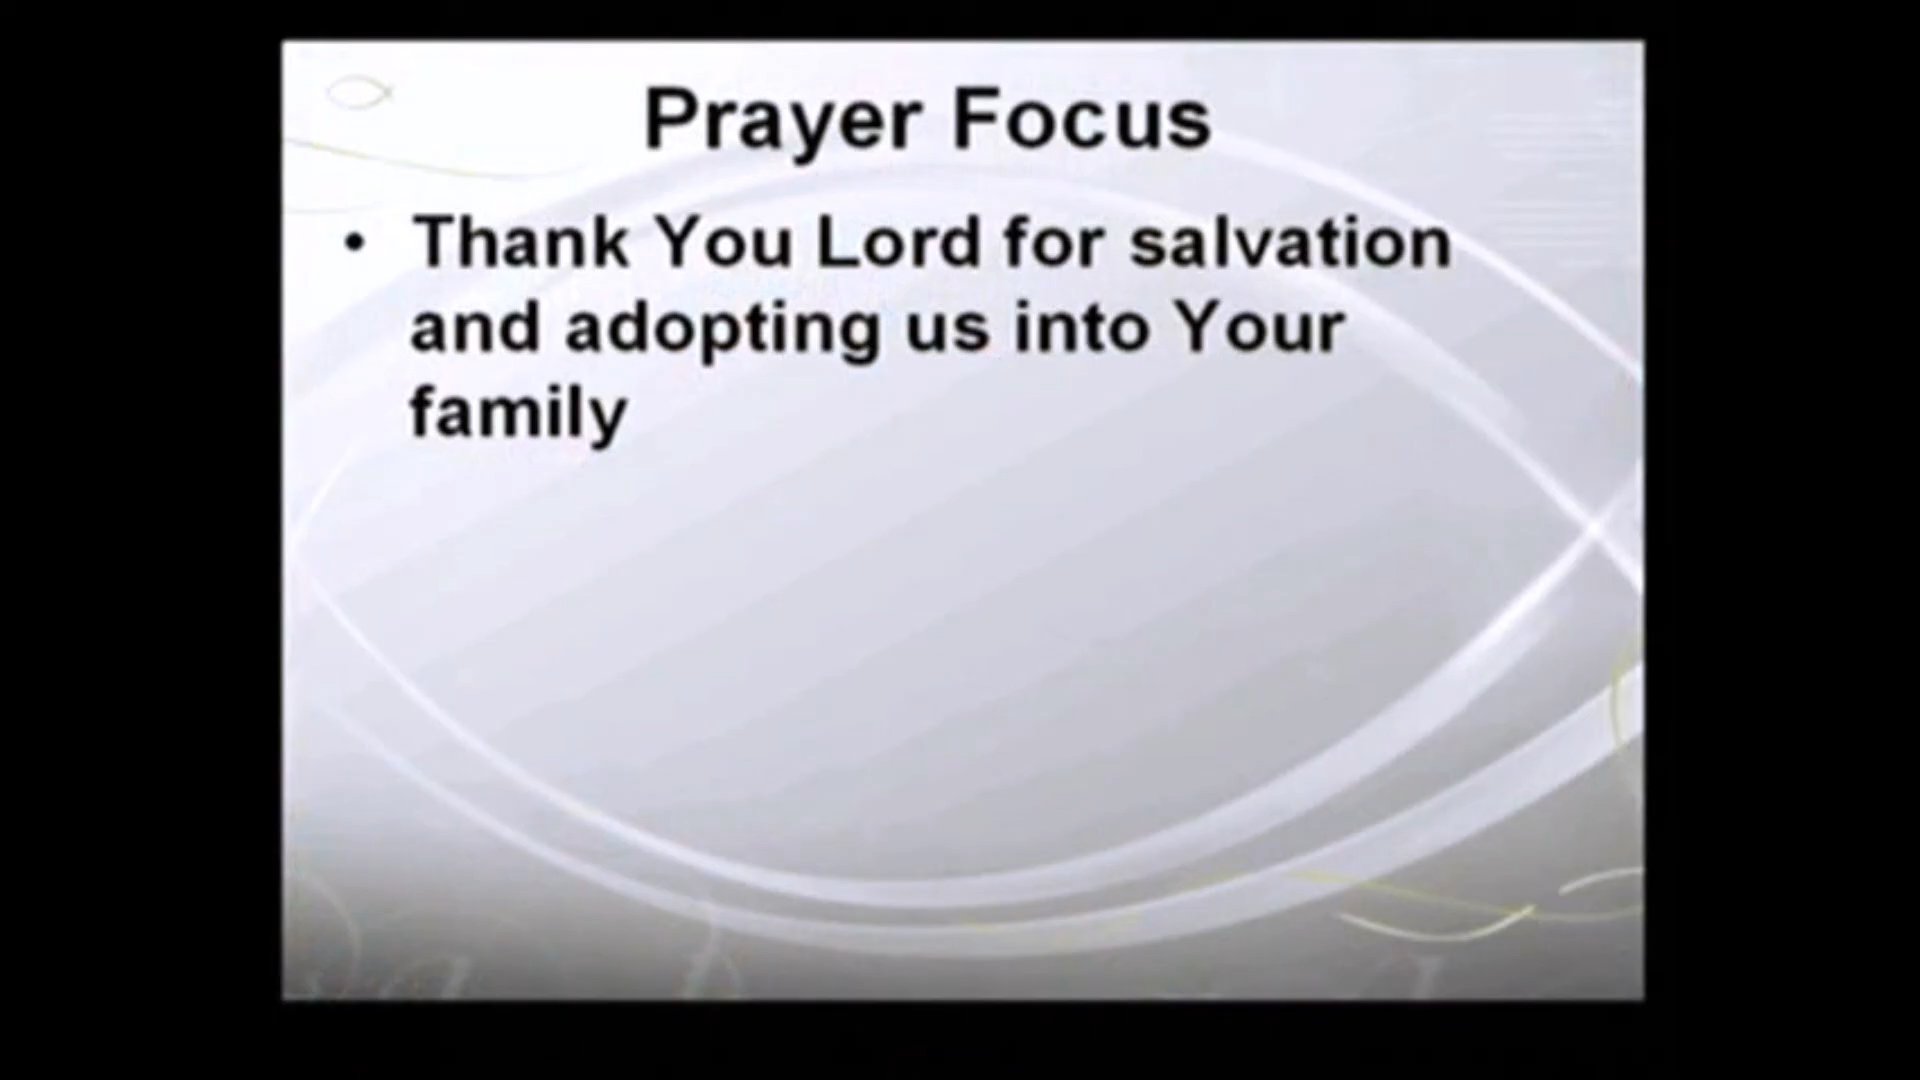 Prayer Focus
• Thank You Lord for salvation
and adopting us into Your
family